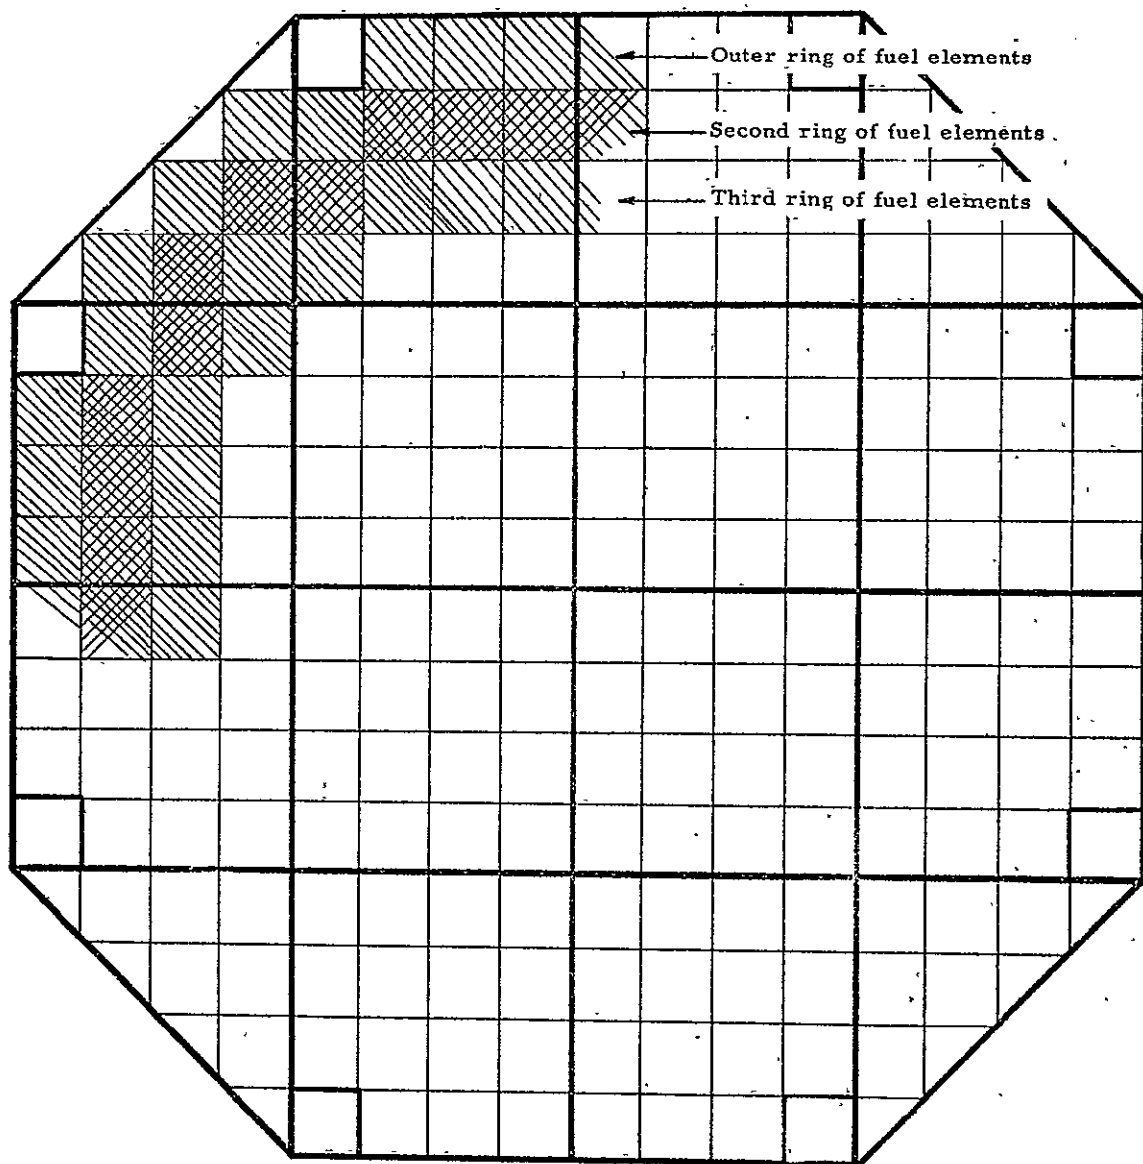 Outer ring of fuel elements
Second ring of fuel elements
Third ring of fuel elements